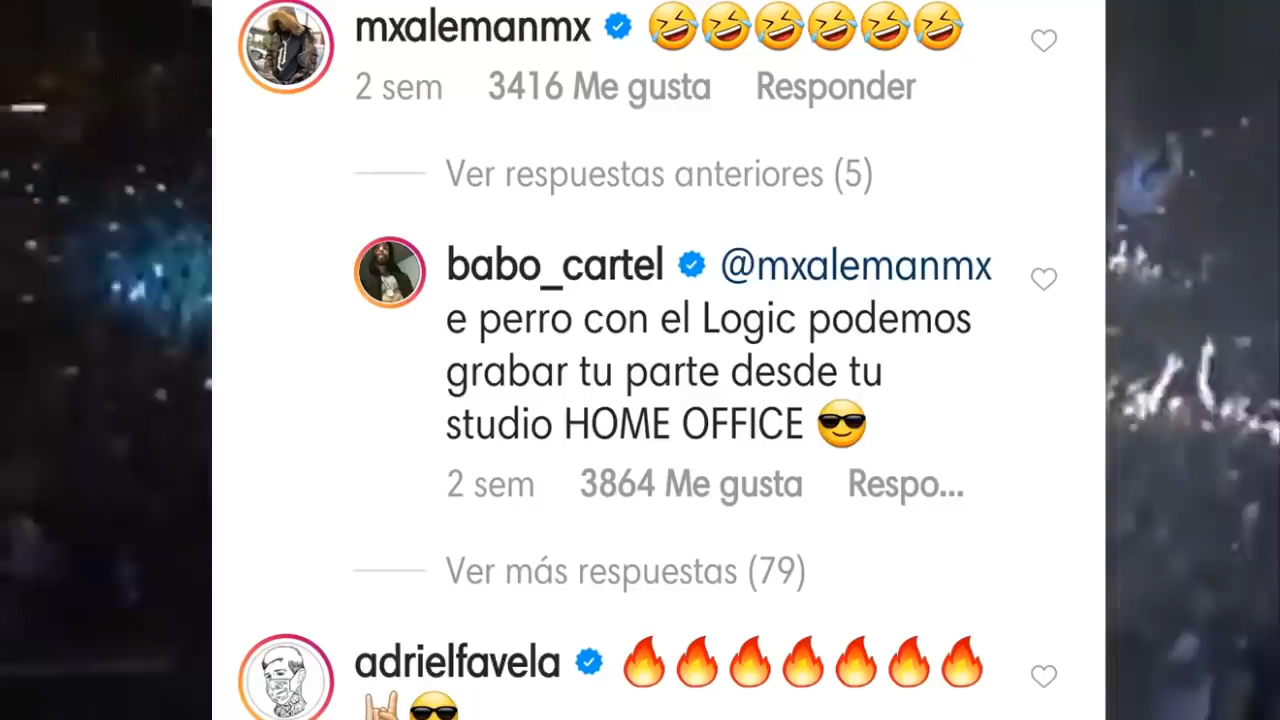 mxalemanmx 🤣🤣🤣🤣🤣🤣
2 sem 3416 Me gusta Responder
Ver respuestas anteriores (5)
babo_cartel @mxalemanmx
e perro con el Logic podemos
grabar tu parte desde tu
studio HOME OFFICE 😎
2 sem 3864 Me gusta Respo...
Ver más respuestas (79)
adrielfavela 🔥🔥🔥🔥🔥🔥🔥
🤘🏼😎